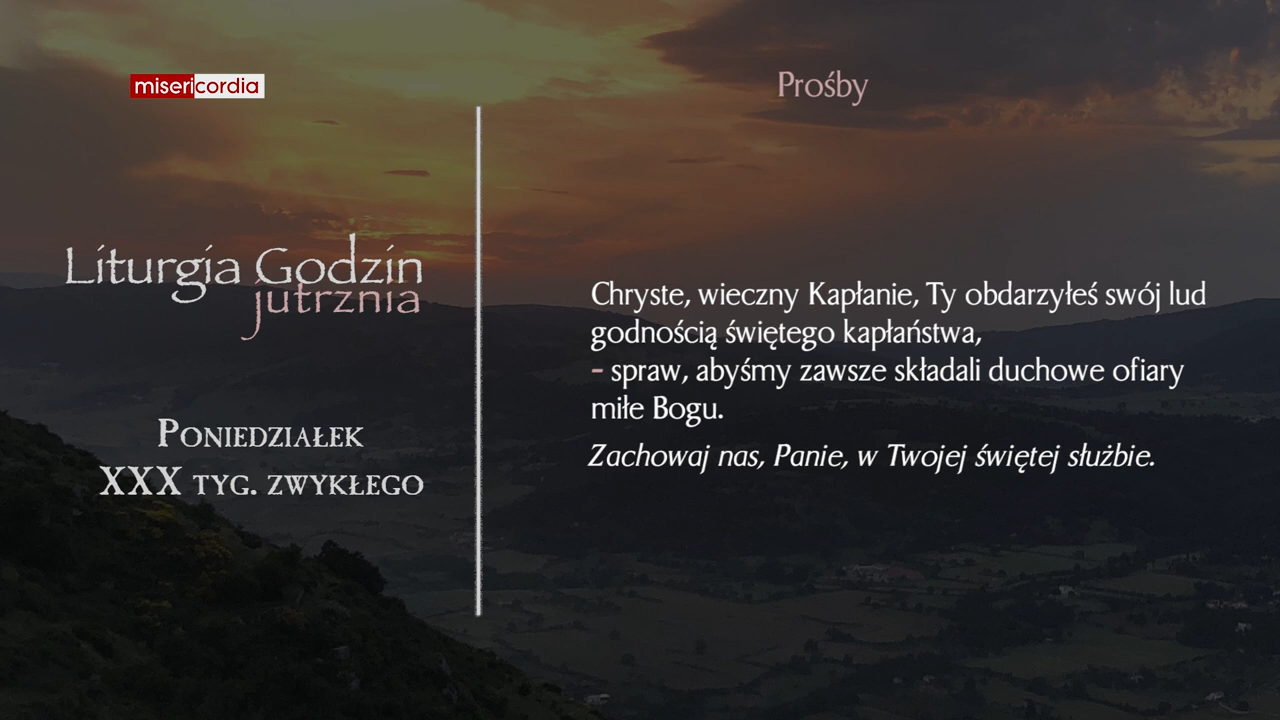 misericordia
Liturgia Godzin
jutrznia
Poniedziałek
XXX tyg. zwykłego
Prośby
Chryste, wieczny Kapłanie, Ty obdarzyłeś swój lud
godnością świętego kapłaństwa,
- spraw, abyśmy zawsze składali duchowe ofiary
miłe Bogu.
Zachowaj nas, Panie, w Twojej świętej służbie.